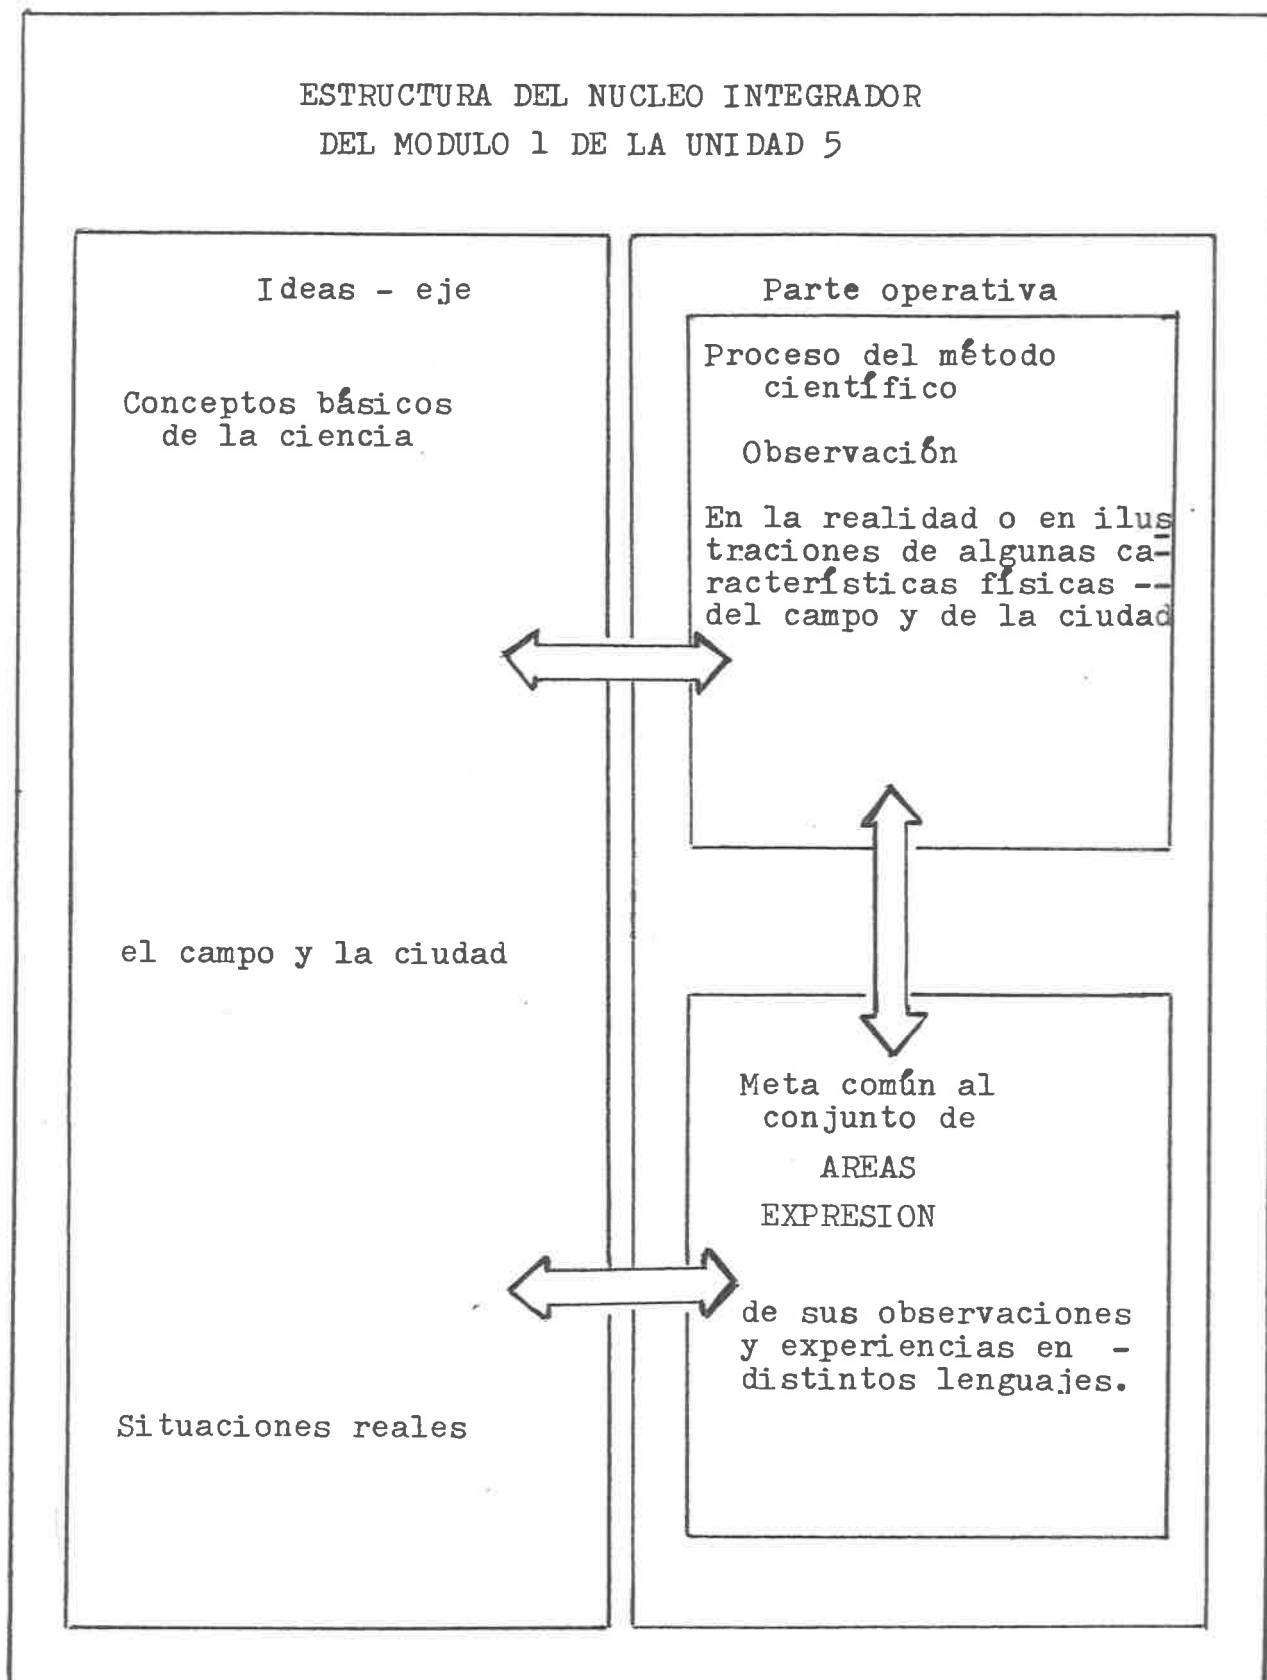 ESTRUCTURA DEL NUCLEO INTEGRADOR
DEL MODULO 1 DE LA UNIDAD 5
Ideas - eje
Conceptos básicos
de la ciencia
el campo y la ciudad
Situaciones reales
Parte operativa
Proceso del método
científico
Observación
En la realidad o en ilus
traciones de algunas ca-
racterísticas físicas --
del campo y de la ciudad
Meta común al
conjunto de
AREAS
EXPRESION
de sus observaciones
y experiencias en -
distintos lenguajes.